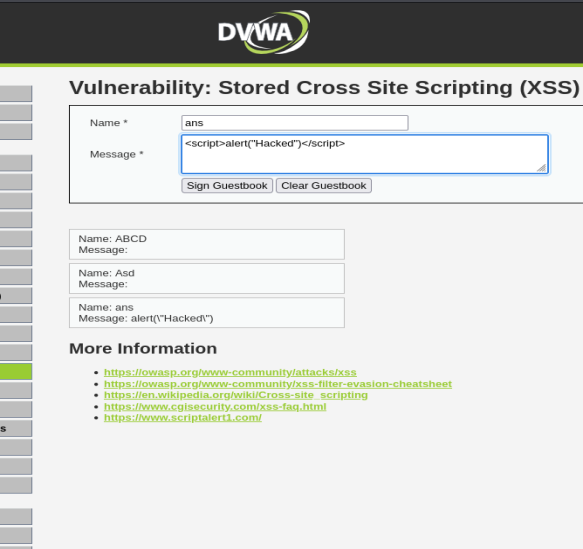 DVWA
Vulnerability: Stored Cross Site Scripting (XSS)
Name * ans
Message * <script>alert("Hacked")</script>
Sign Guestbook Clear Guestbook
Name: ABCD
Message:
Name: Asd
Message:
)
Name: ans
Message: alert(\"Hacked\")
More Information
https://owasp.org/www-community/attacks/xss
https://owasp.org/www-community/xss-filter-evasion-cheatsheet
https://en.wikipedia.org/wiki/Cross-site_scripting
https://www.cgisecurity.com/xss-faq.html
https://www.scriptalert1.com/
s